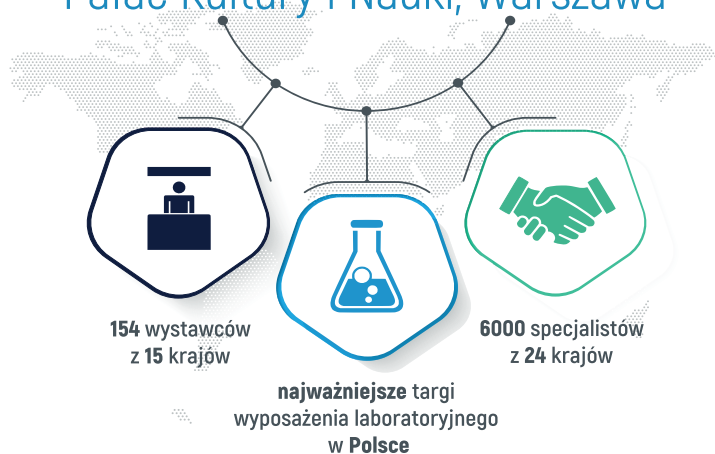 Pałac Kultury i Nauki, Warszawa
154 wystawców
z 15 krajów
6000 specjalistów
z 24 krajów
najważniejsze targi
wyposażenia laboratoryjnego
w Polsce